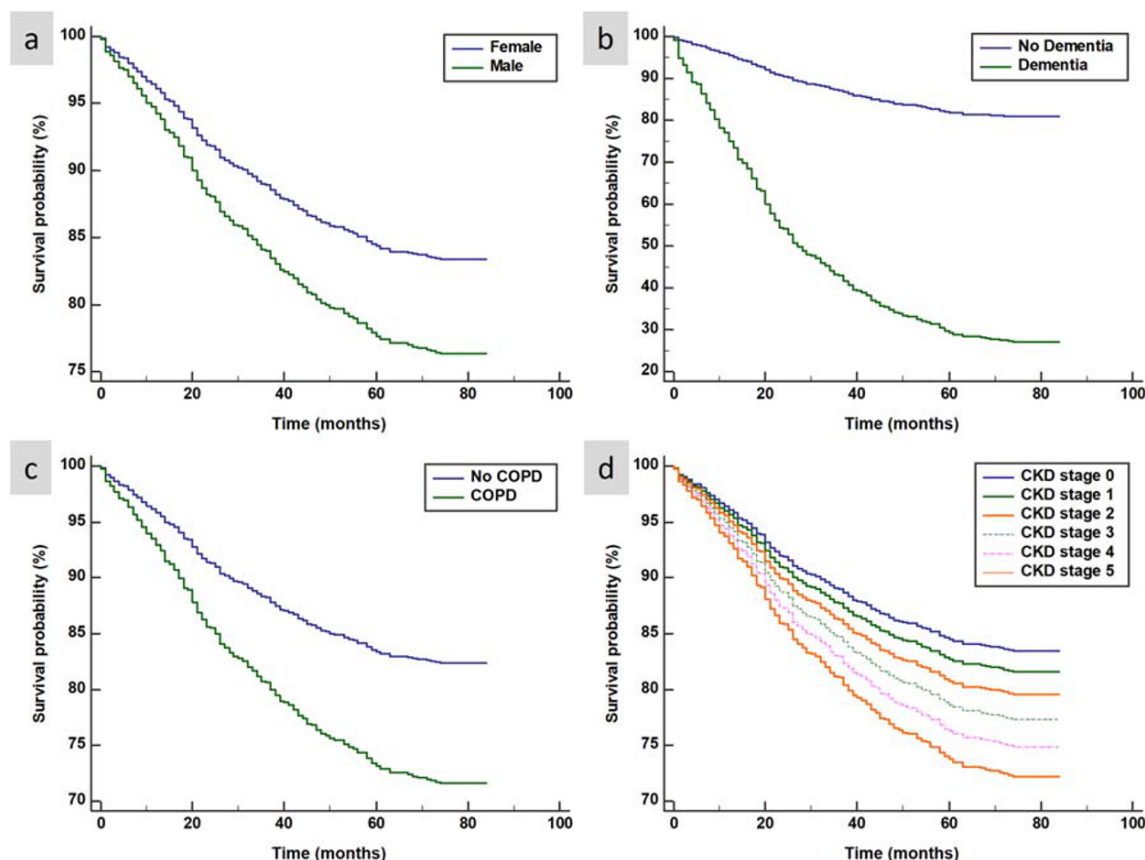 a
Female
Male
100
95
90
85
80
75
Survival probability (%)
0 20 40 60 80 100
Time (months)
b
No Dementia
Dementia
100
90
80
70
60
50
40
30
20
Survival probability (%)
0 20 40 60 80 100
Time (months)
c
No COPD
COPD
100
95
90
85
80
75
70
Survival probability (%)
0 20 40 60 80 100
Time (months)
d
CKD stage 0
CKD stage 1
CKD stage 2
CKD stage 3
CKD stage 4
CKD stage 5
100
95
90
85
80
75
70
Survival probability (%)
0 20 40 60 80 100
Time (months)